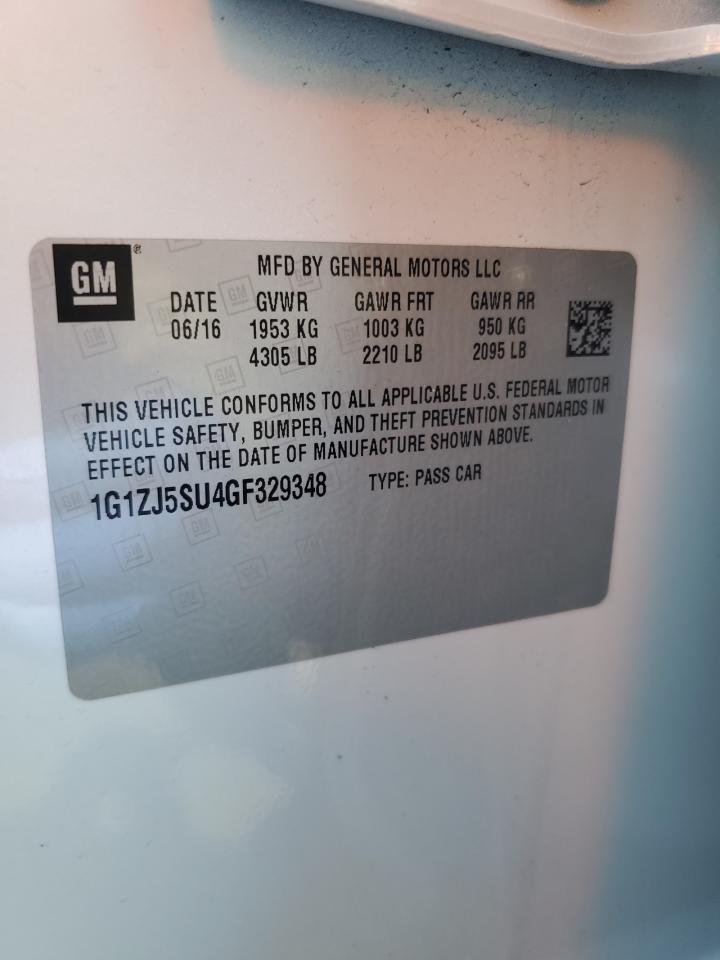 GM
MFD BY GENERAL MOTORS LLC
DATE GVWR GAWR FRT GAWR RR
06/16 1953 KG 1003 KG 950 KG
4305 LB 2210 LB 2095 LB
THIS VEHICLE CONFORMS TO ALL APPLICABLE U.S. FEDERAL MOTOR
VEHICLE SAFETY, BUMPER, AND THEFT PREVENTION STANDARDS IN
EFFECT ON THE DATE OF MANUFACTURE SHOWN ABOVE.
1G1ZJ5SU4GF329348 TYPE: PASS CAR